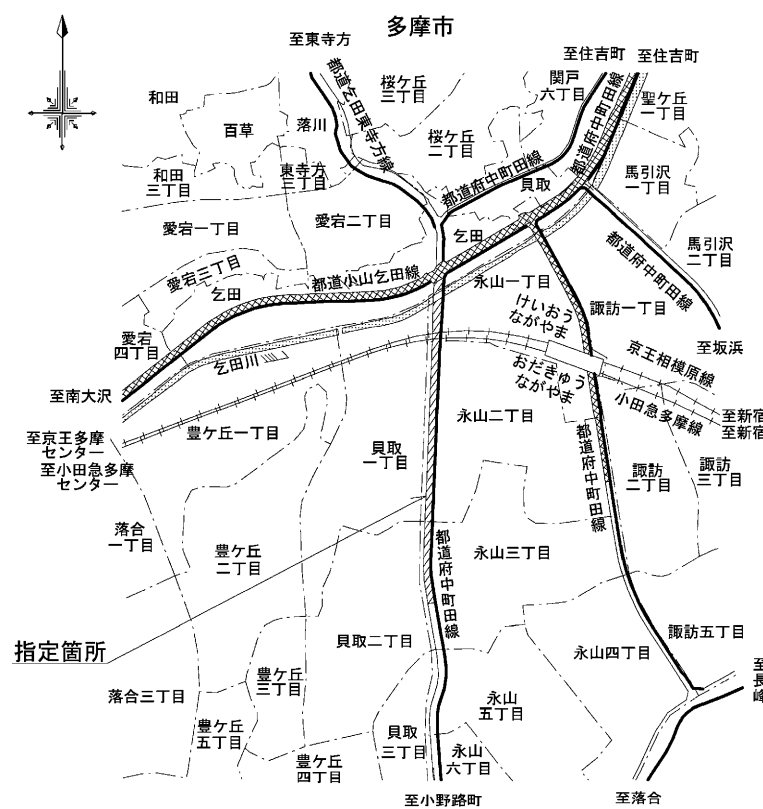 多摩市
至東寺方
至住吉町
至住吉町
都道乞田東寺方線
桜ケ丘
三丁目
関戸
六丁目
都道府中町田線
聖ケ丘
一丁目
和田
百草
落川
桜ケ丘
二丁目
和田
三丁目
東寺方
三丁目
都道府中町田線
貝取
馬引沢
一丁目
愛宕一丁目
愛宕二丁目
乞田
都道府中町田線
馬引沢
二丁目
愛宕三丁目
乞田
都道小山乞田線
永山一丁目
けいおう
ながやま
諏訪一丁目
愛宕
四丁目
乞田川
おだきゅう
ながやま
京王相模原線
至坂浜
至南大沢
小田急多摩線
至新宿
至新宿
至京王多摩
センター
至小田急多摩
センター
豊ケ丘一丁目
貝取
一丁目
永山二丁目
都道府中町田線
諏訪
二丁目
諏訪
三丁目
落合
一丁目
豊ケ丘
二丁目
都道府中町田線
永山三丁目
指定箇所
貝取二丁目
永山四丁目
諏訪五丁目
至長峰
落合三丁目
豊ケ丘
三丁目
豊ケ丘
五丁目
永山
五丁目
貝取
三丁目
豊ケ丘
四丁目
永山
六丁目
至小野路町
至落合